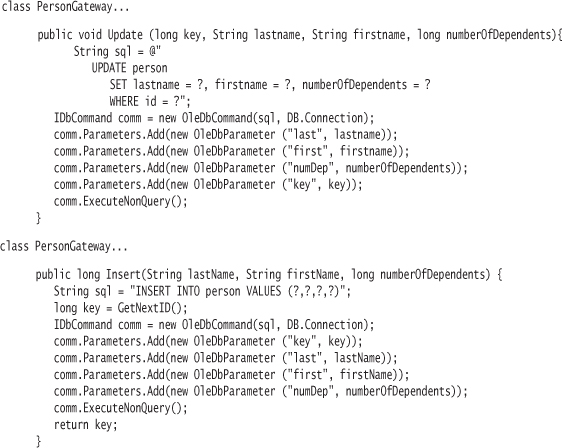 class PersonGateway...
public void Update (long key, String lastname, String firstname, long numberOfDependents){
String sql = @"
UPDATE person
SET lastname = ?, firstname = ?, numberOfDependents = ?
WHERE id = ?";
IDbCommand comm = new OleDbCommand(sql, DB.Connection);
comm.Parameters.Add(new OleDbParameter ("last", lastname));
comm.Parameters.Add(new OleDbParameter ("first", firstname));
comm.Parameters.Add(new OleDbParameter ("numDep", numberOfDependents));
comm.Parameters.Add(new OleDbParameter ("key", key));
comm.ExecuteNonQuery();
}
class PersonGateway...
public long Insert(String lastName, String firstName, long numberOfDependents) {
String sql = "INSERT INTO person VALUES (?,?,?,?)";
long key = GetNextID();
IDbCommand comm = new OleDbCommand(sql, DB.Connection);
comm.Parameters.Add(new OleDbParameter ("key", key));
comm.Parameters.Add(new OleDbParameter ("last", lastName));
comm.Parameters.Add(new OleDbParameter ("first", firstName));
comm.Parameters.Add(new OleDbParameter ("numDep", numberOfDependents));
comm.ExecuteNonQuery();
return key;
}